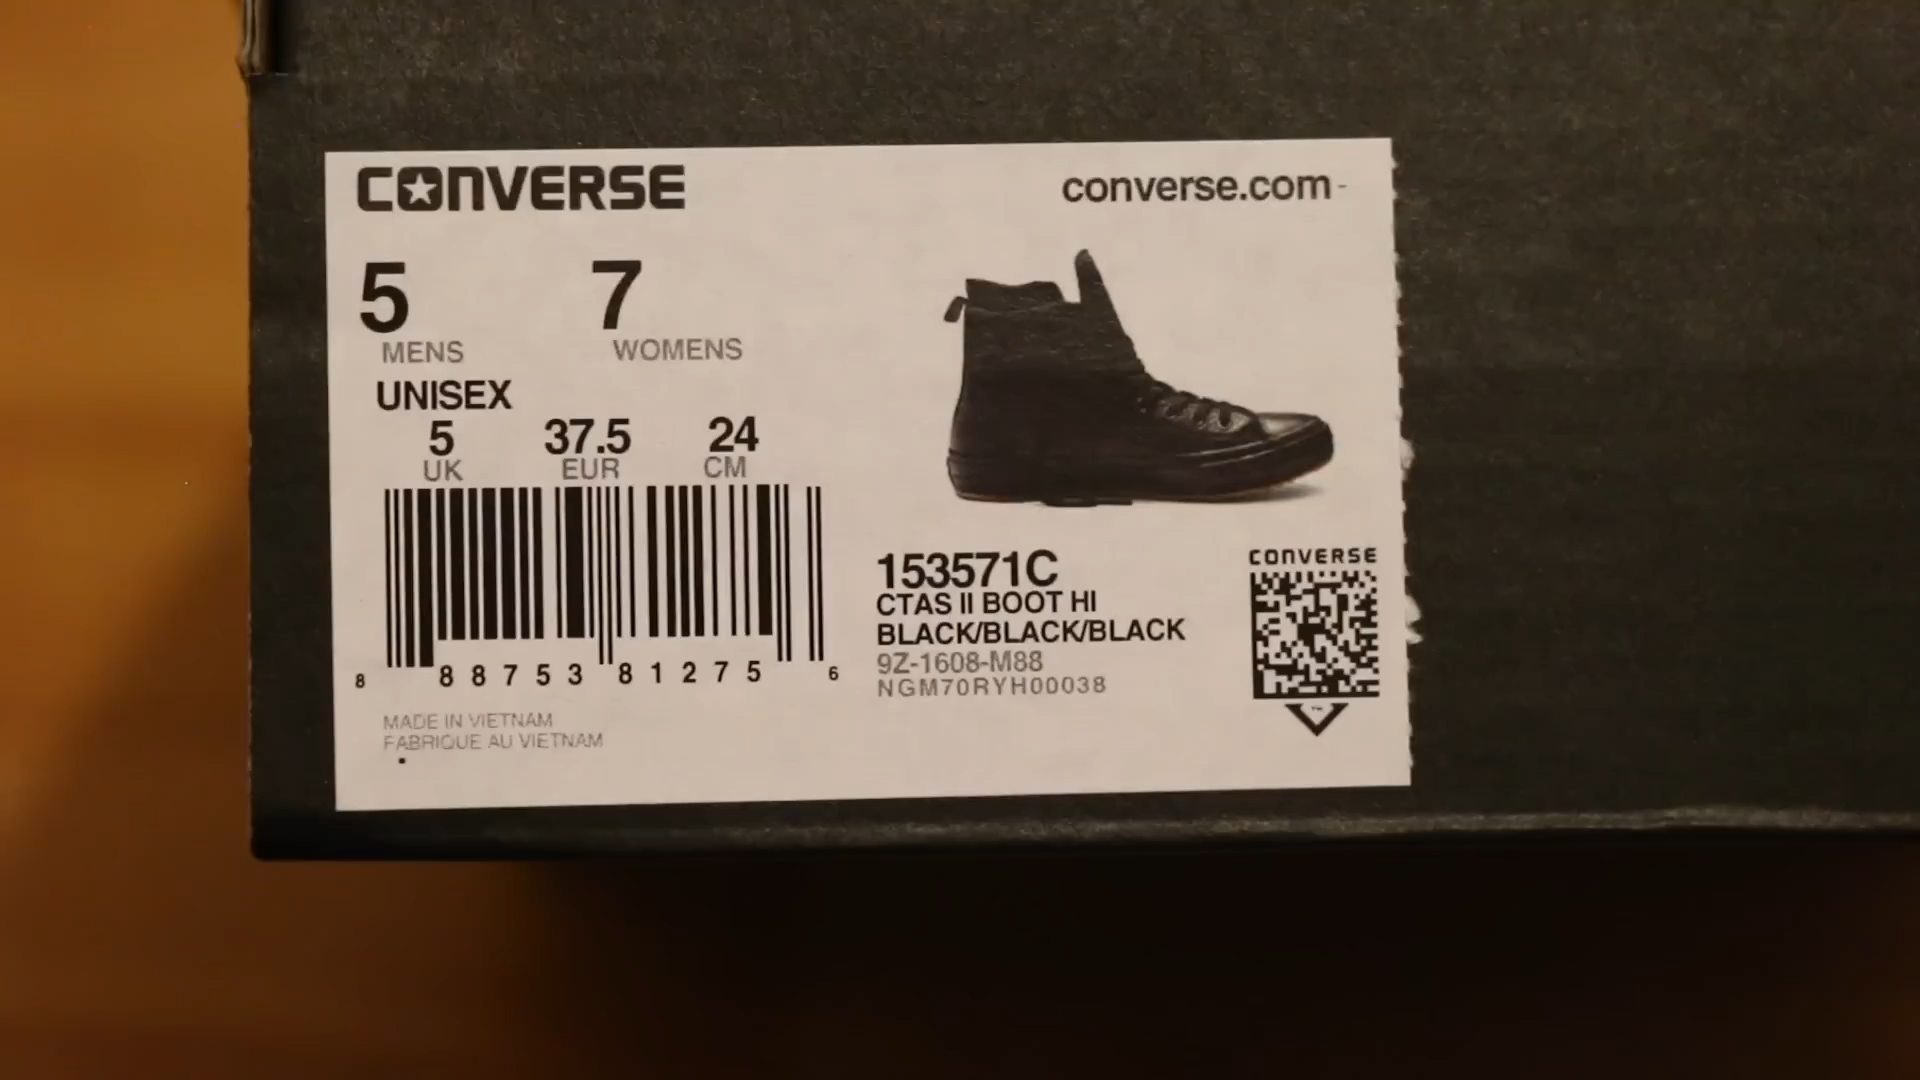 CONVERSE
converse.com -
5 7
MENS WOMENS
UNISEX
5 37.5 24
UK EUR CM
8 88753 81275 6
MADE IN VIETNAM
FABRIQUE AU VIETNAM
153571C
CTAS II BOOT HI
BLACK/BLACK/BLACK
9Z-1608-M88
NGM70RYH00038
CONVERSE
™